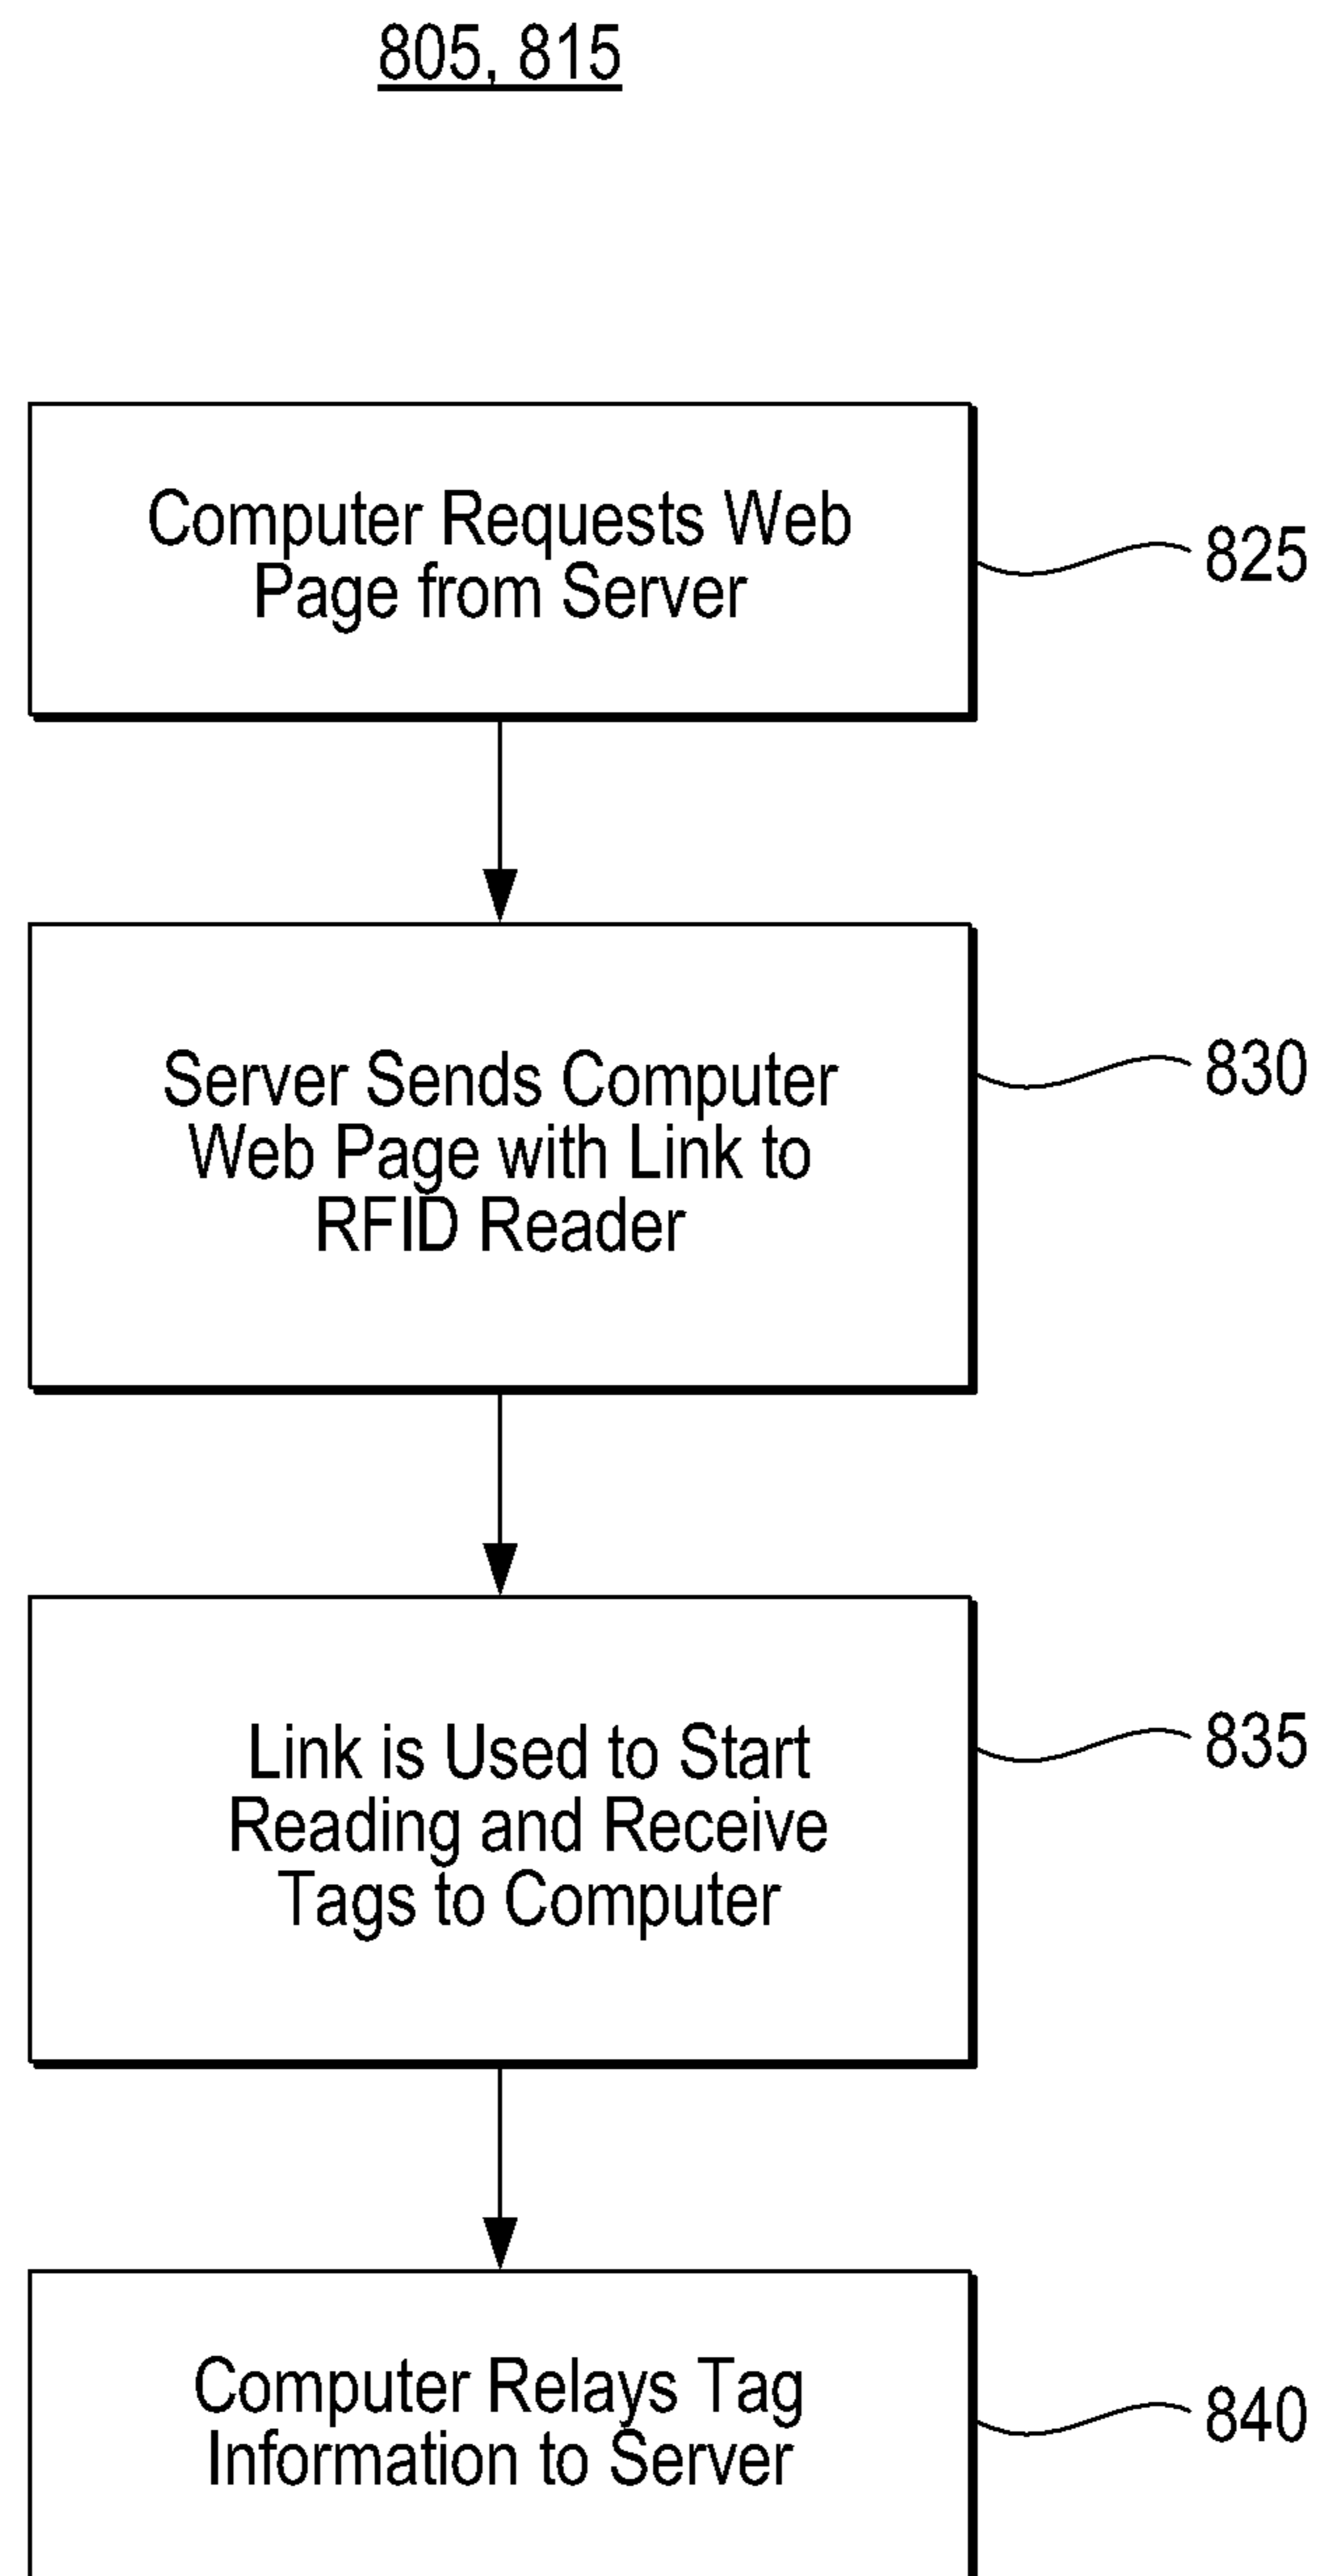 805, 815
Computer Requests Web
Page from Server
825
Server Sends Computer
Web Page with Link to
RFID Reader
830
Link is Used to Start
Reading and Receive
Tags to Computer
835
Computer Relays Tag
Information to Server
840